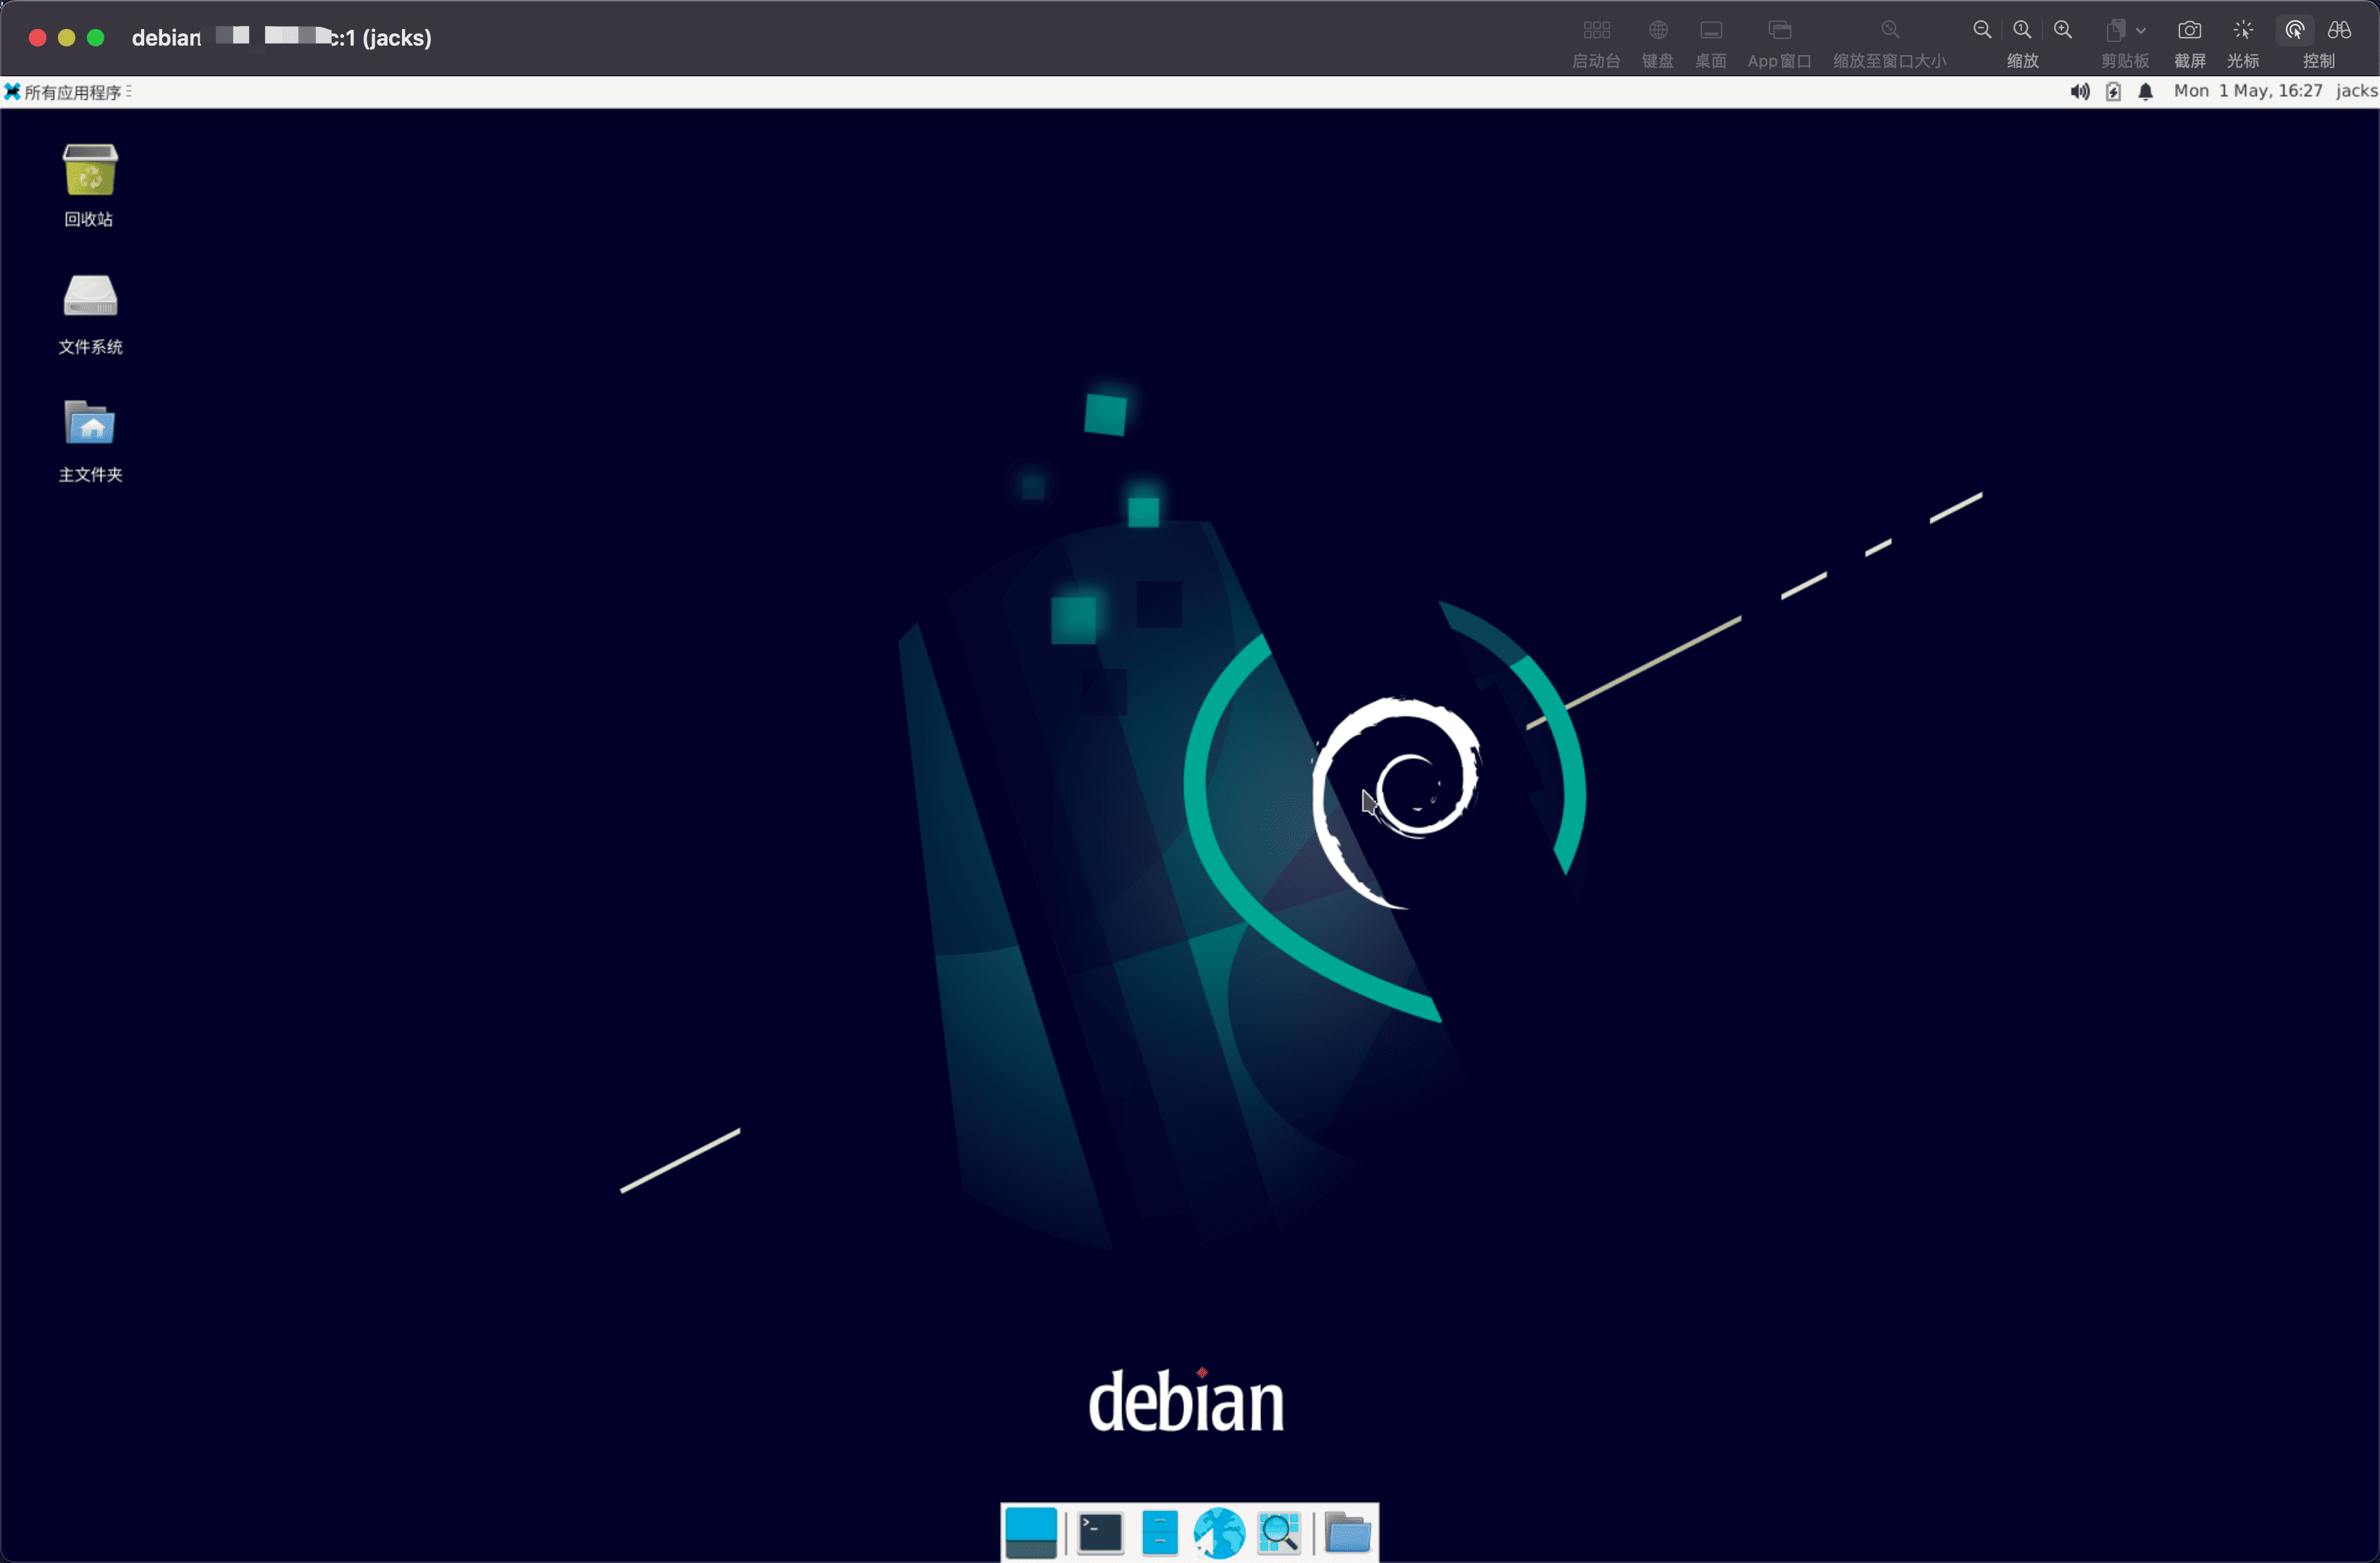 debian c:1 (jacks)
启动台 键盘 桌面 App窗口 缩放至窗口大小 缩放 剪贴板 截屏 光标 控制
所有应用程序 Mon 1 May, 16:27 jacks
回收站
文件系统
主文件夹
debian